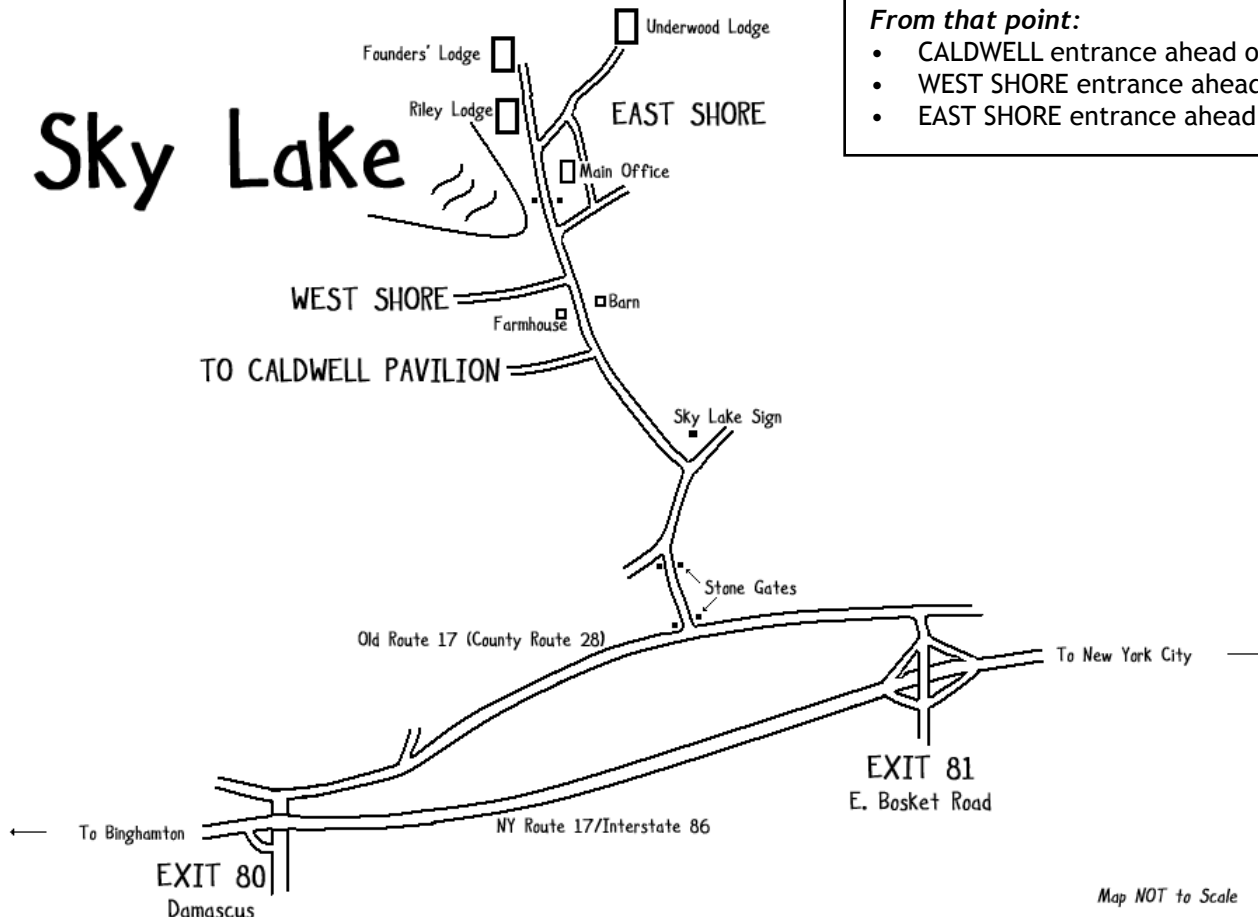 Underwood Lodge
Founders' Lodge
From that point:
• CALDWELL entrance ahead o
• WEST SHORE entrance ahead
• EAST SHORE entrance ahead
Riley Lodge
EAST SHORE
Sky Lake
Main Office
WEST SHORE
Barn
Farmhouse
TO CALDWELL PAVILION
Sky Lake Sign
Stone Gates
Old Route 17 (County Route 28)
To New York City
EXIT 81
E. Bosket Road
NY Route 17/Interstate 86
To Binghamton
EXIT 80
Damascus
Map NOT to Scale